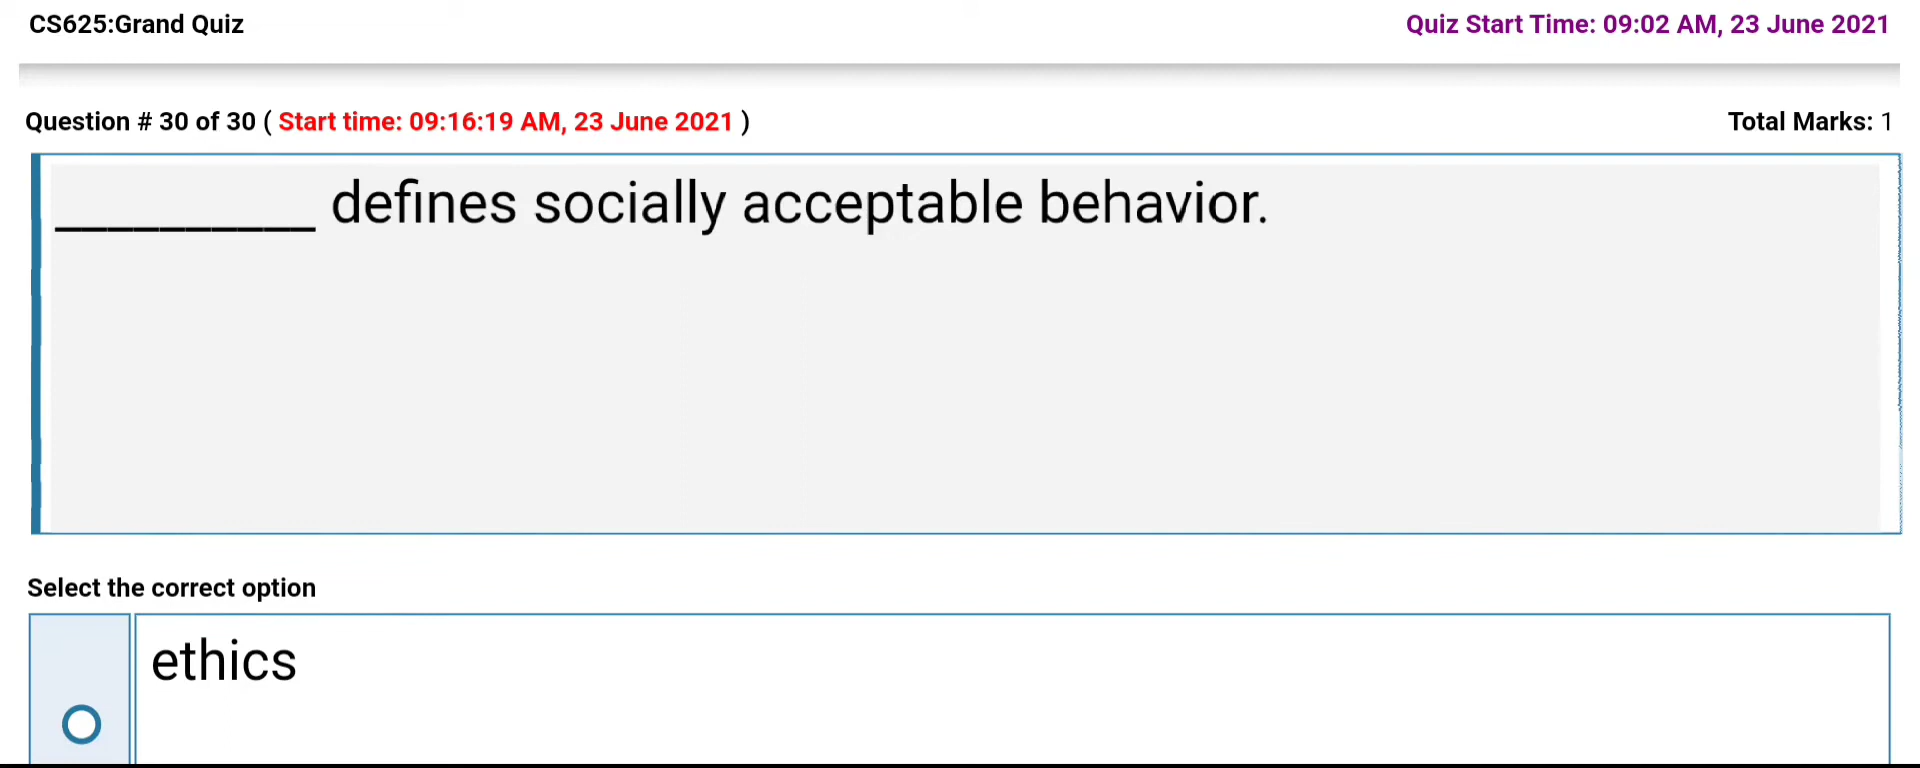 CS625:Grand Quiz
Quiz Start Time: 09:02 AM, 23 June 2021
Question # 30 of 30 ( Start time: 09:16:19 AM, 23 June 2021 )
Total Marks: 1
__________ defines socially acceptable behavior.
Select the correct option
ethics